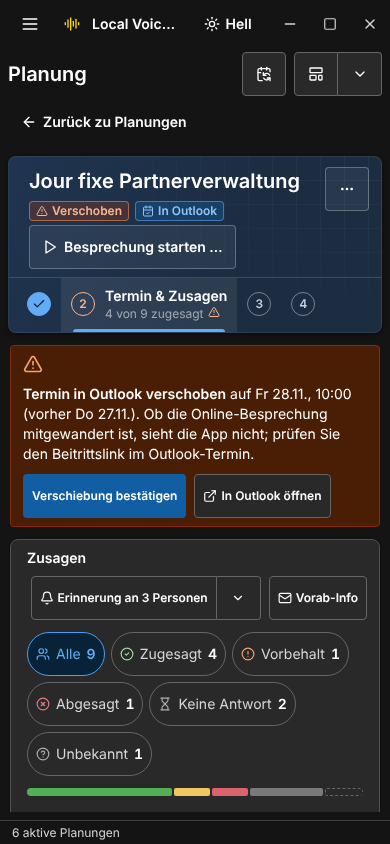 Local Voic...
Hell
Planung
Zurück zu Planungen
Jour fixe Partnerverwaltung
...
Verschoben
In Outlook
Besprechung starten ...
2
Termin & Zusagen
4 von 9 zugesagt
3
4
Termin in Outlook verschoben auf Fr 28.11., 10:00
(vorher Do 27.11.). Ob die Online-Besprechung
mitgewandert ist, sieht die App nicht; prüfen Sie
den Beitrittslink im Outlook-Termin.
Verschiebung bestätigen
In Outlook öffnen
Zusagen
Erinnerung an 3 Personen
Vorab-Info
Alle 9
Zugesagt 4
Vorbehalt 1
Abgesagt 1
Keine Antwort 2
Unbekannt 1
6 aktive Planungen